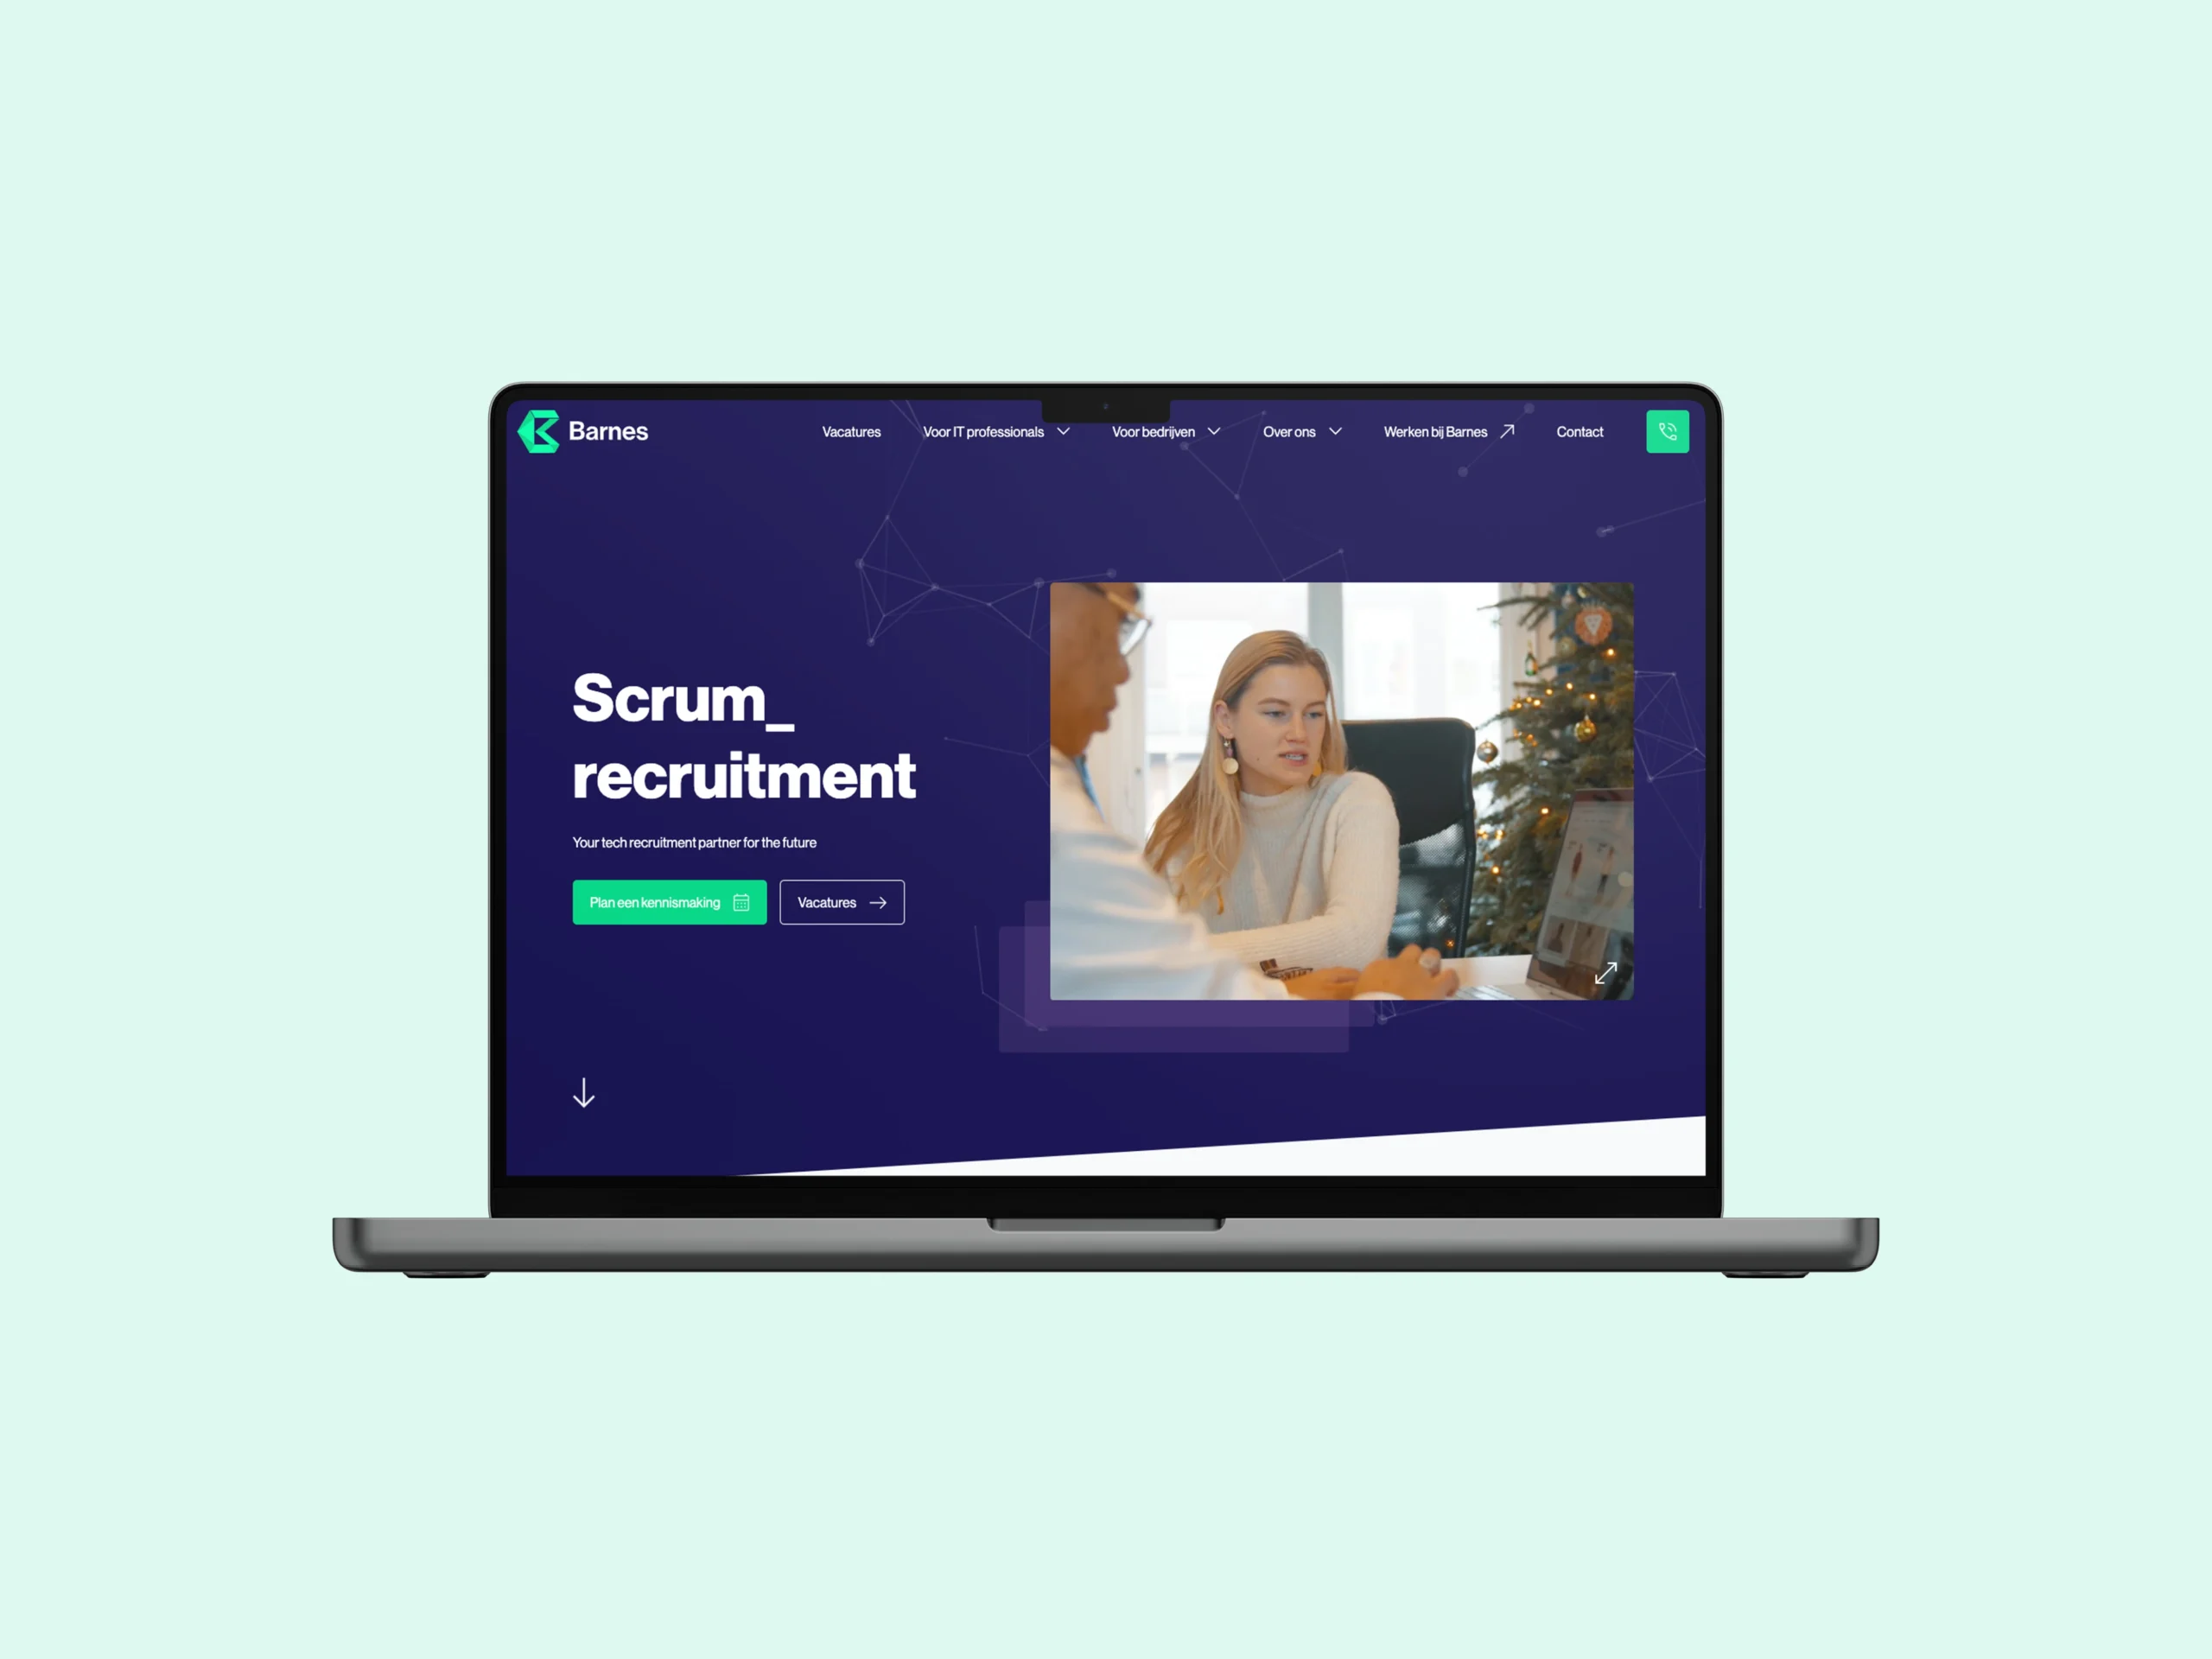 Barnes
Vacatures
Voor IT professionals
Voor bedrijven
Over ons
Werken bij Barnes
Contact
Scrum_
recruitment
Your tech recruitment partner for the future
Plan een kennismaking
Vacatures